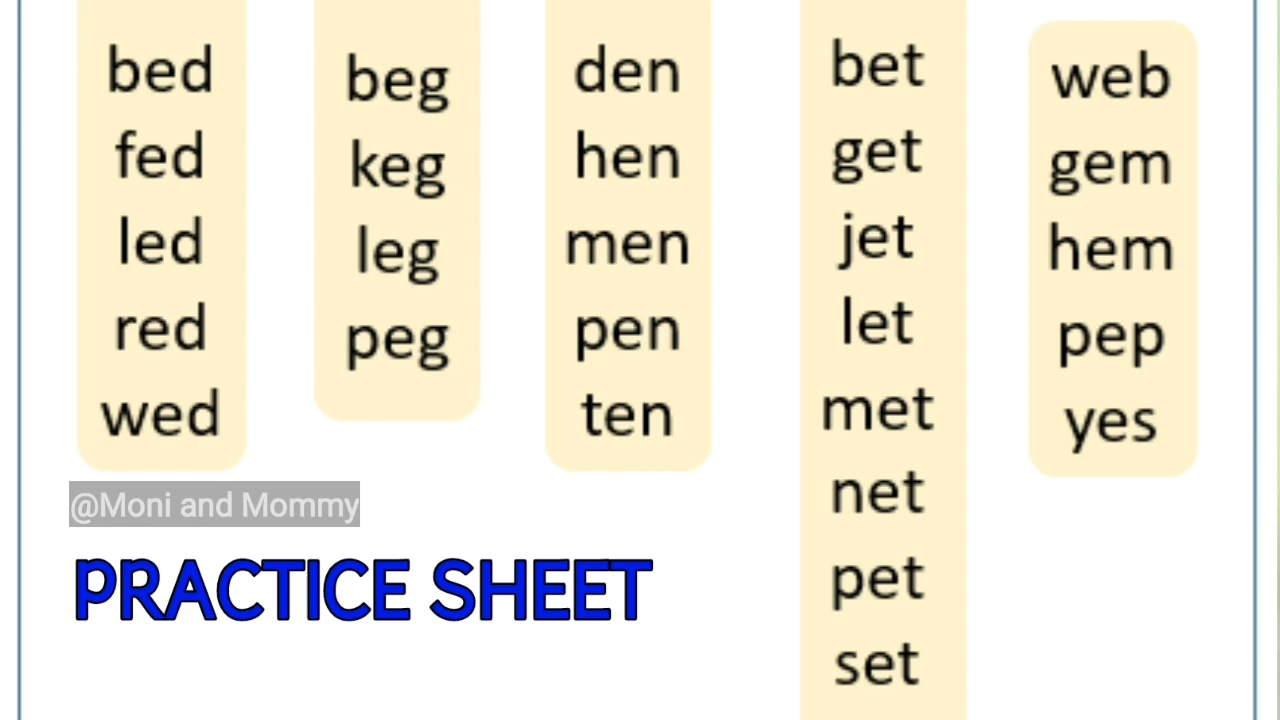 bed
fed
led
red
wed
beg
keg
leg
peg
den
hen
men
pen
ten
bet
get
jet
let
met
net
pet
set
web
gem
hem
pep
yes
@Moni and Mommy
PRACTICE SHEET